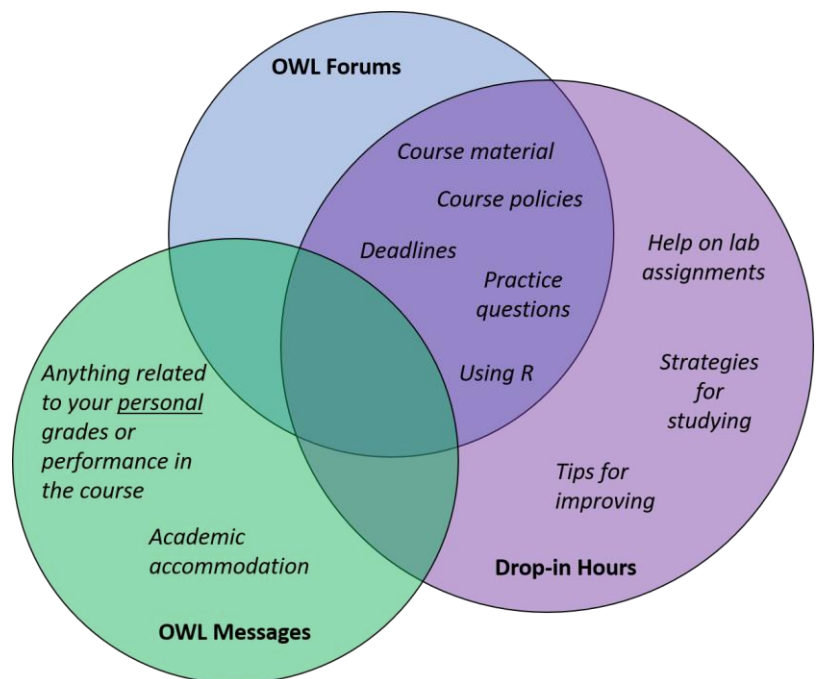 OWL Forums
Course material
Course policies
Deadlines
Practice
questions
Using R
Help on lab
assignments
Strategies
for
studying
Tips for
improving
Drop-in Hours
Anything related
to your personal
grades or
performance in
the course
Academic
accommodation
OWL Messages